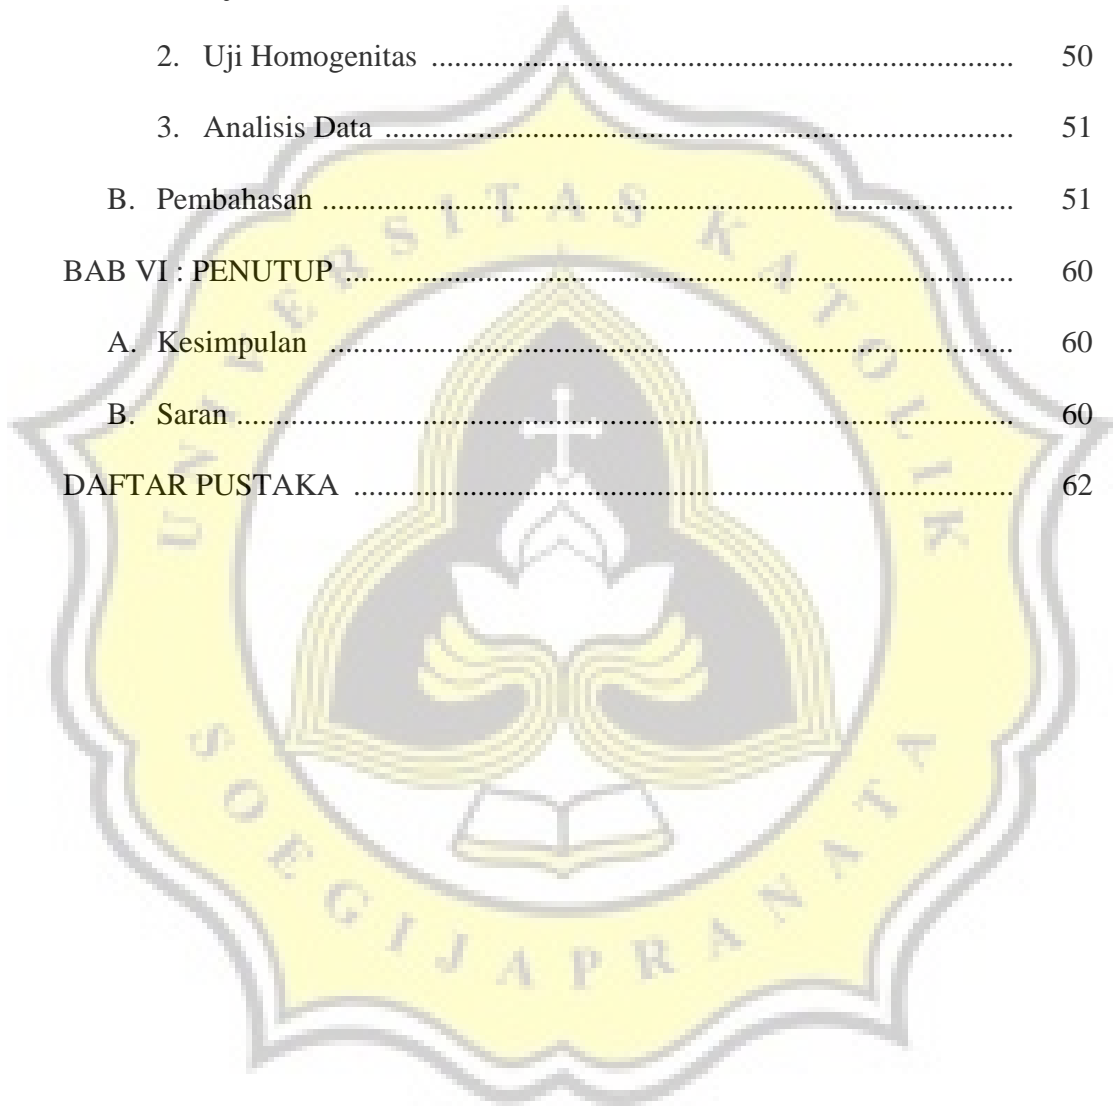 2. Uji Homogenitas ........................................................................ 50
3. Analisis Data .............................................................................. 51
B. Pembahasan ...................................................................................... 51
BAB VI : PENUTUP ................................................................................... 60
A. Kesimpulan ..................................................................................... 60
B. Saran ................................................................................................. 60
DAFTAR PUSTAKA .................................................................................. 62
UNIVERSITAS KATOLIK
SOEGIJAPRANATA